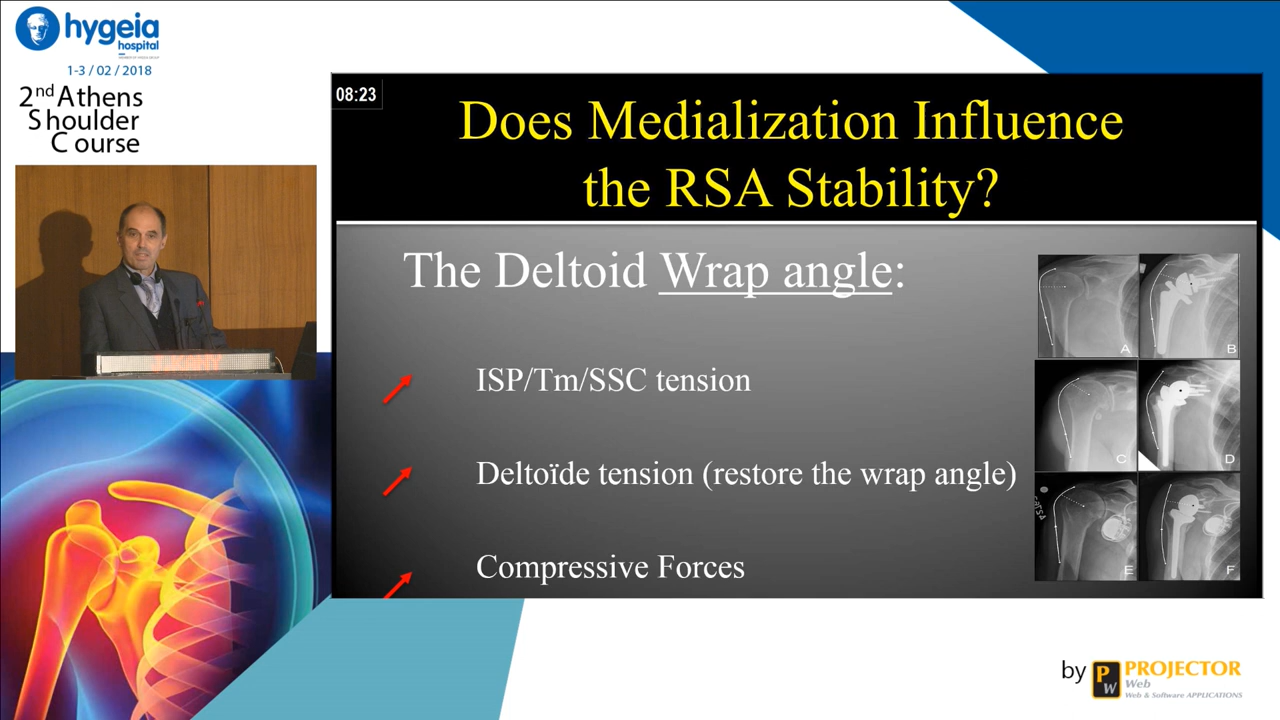 hygeia
hospital
1-3 / 02 / 2018
2nd Athens
Shoulder
Course
08:23
Does Medialization Influence
the RSA Stability?
The Deltoid Wrap angle:
ISP/Tm/SSC tension
Deltoïde tension (restore the wrap angle)
Compressive Forces
A
B
C
D
E
F
by
PW
PROJECTOR
Web
Web & Software APPLICATIONS